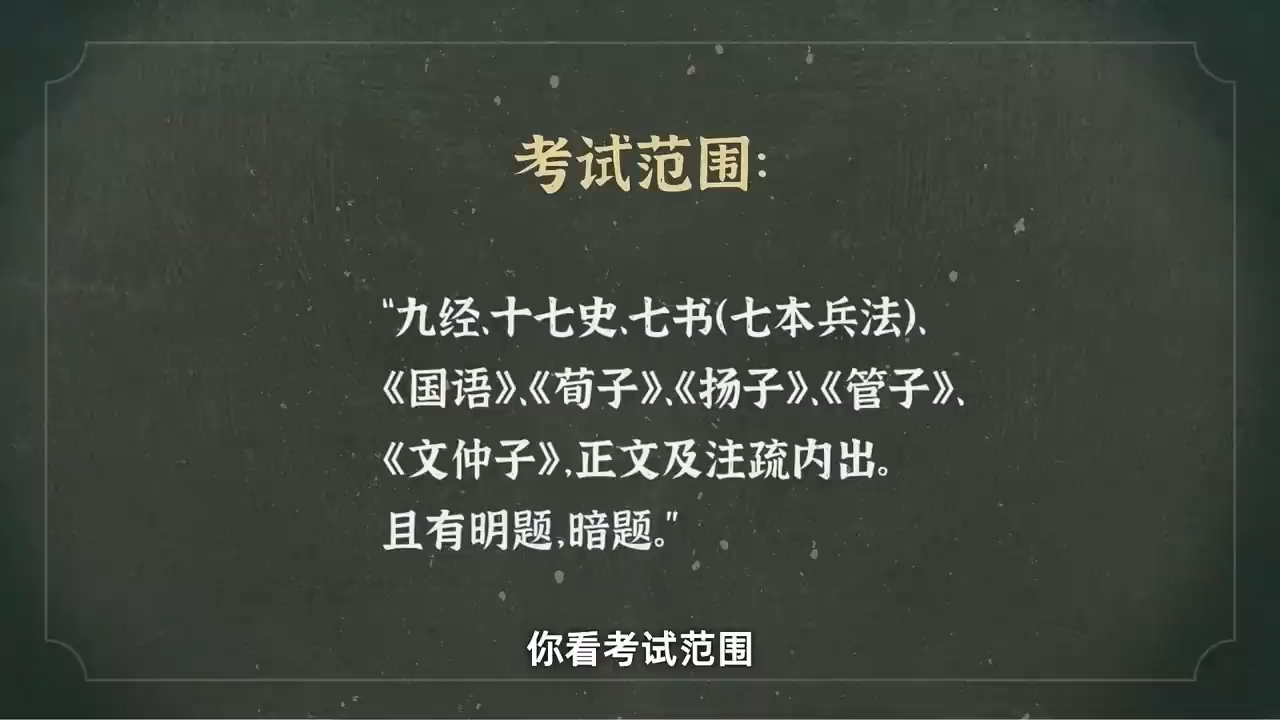 考试范围:
“九经、十七史、七书(七本兵法)、
《国语》、《荀子》、《扬子》、《管子》、
《文仲子》,正文及注疏内出。
且有明题,暗题。”
你看考试范围